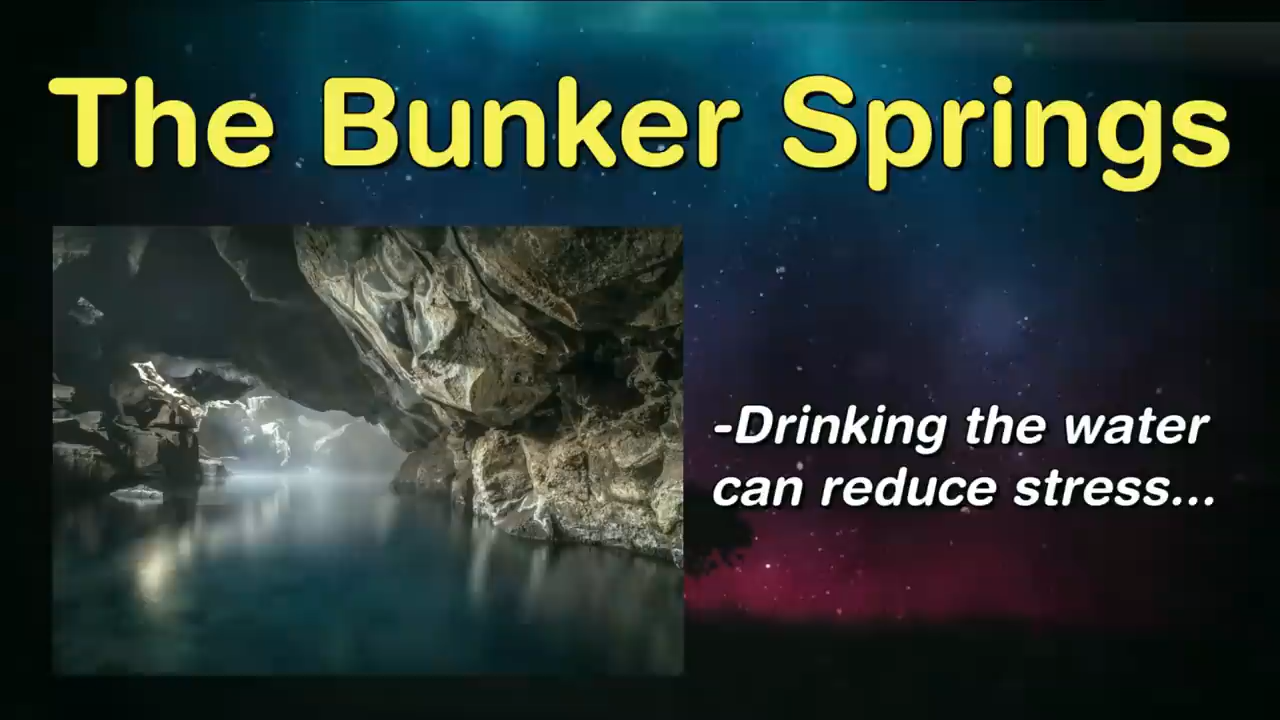 The Bunker Springs
-Drinking the water
can reduce stress...